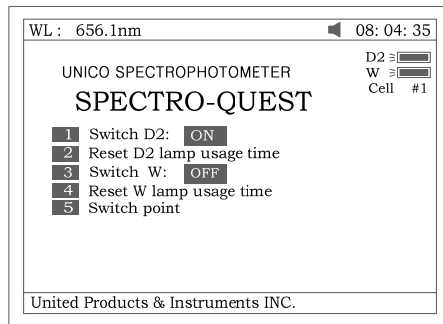 WL : 656.1nm 08: 04: 35
D2
W
Cell #1
UNICO SPECTROPHOTOMETER
SPECTRO-QUEST
1 Switch D2: ON
2 Reset D2 lamp usage time
3 Switch W: OFF
4 Reset W lamp usage time
5 Switch point
United Products & Instruments INC.